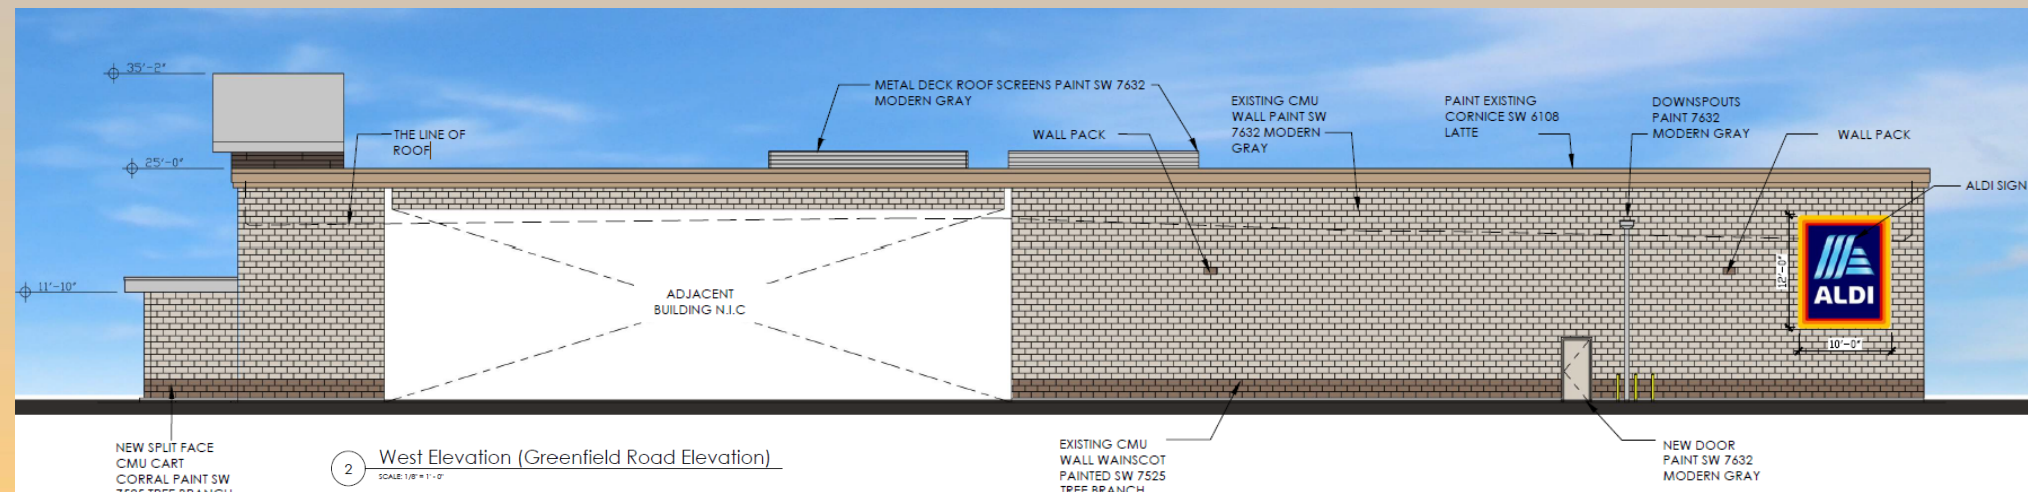 35'-2"
METAL DECK ROOF SCREENS PAINT SW 7632
MODERN GRAY
EXISTING CMU
WALL PAINT SW
7632 MODERN
GRAY
PAINT EXISTING
CORNICE SW 6108
LATTE
DOWNSPOUTS
PAINT 7632
MODERN GRAY
THE LINE OF
ROOF
WALL PACK
WALL PACK
25'-0"
ALDI SIGN
11'-10"
ADJACENT
BUILDING N.I.C
12'-0"
ALDI
10'-0"
NEW SPLIT FACE
CMU CART
CORRAL PAINT SW
7525 TREE BRANCH
2
West Elevation (Greenfield Road Elevation)
SCALE: 1/8" = 1'-0"
EXISTING CMU
WALL WAINSCOT
PAINTED SW 7525
TREE BRANCH
NEW DOOR
PAINT SW 7632
MODERN GRAY